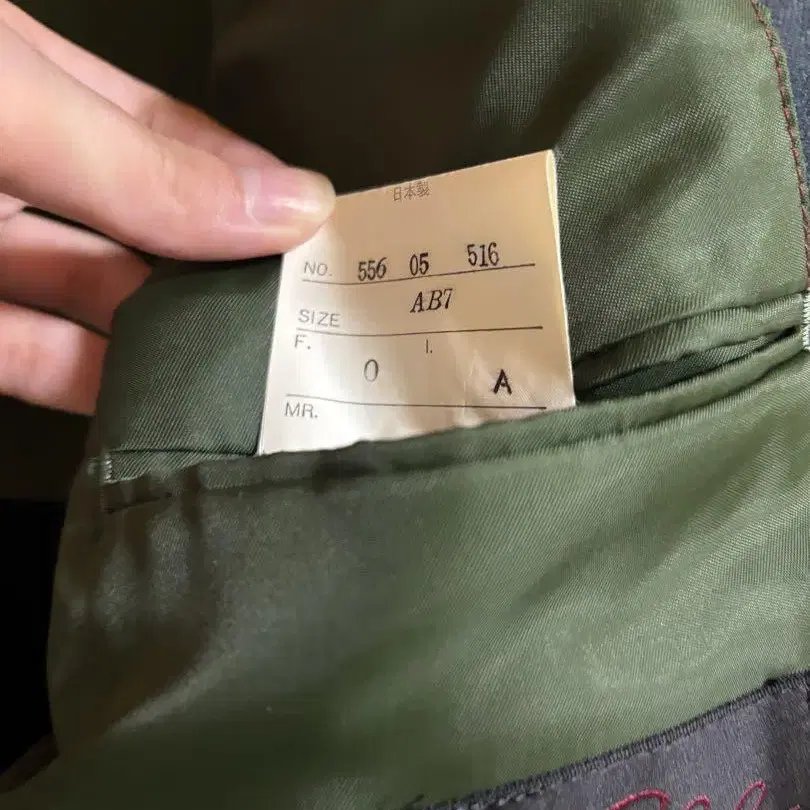 日本製
NO. 556 05 516
SIZE AB7
F. I.
0 A
MR.